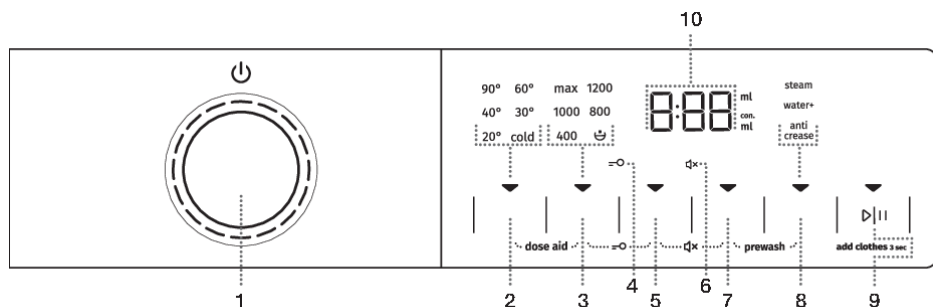 10
90° 60° max 1200 8:88 ml steam
40° 30° 1000 800 con. ml water+
20° cold 400 anti crease
dose aid prewash add clothes 3 sec
1 2 3 4 5 6 7 8 9